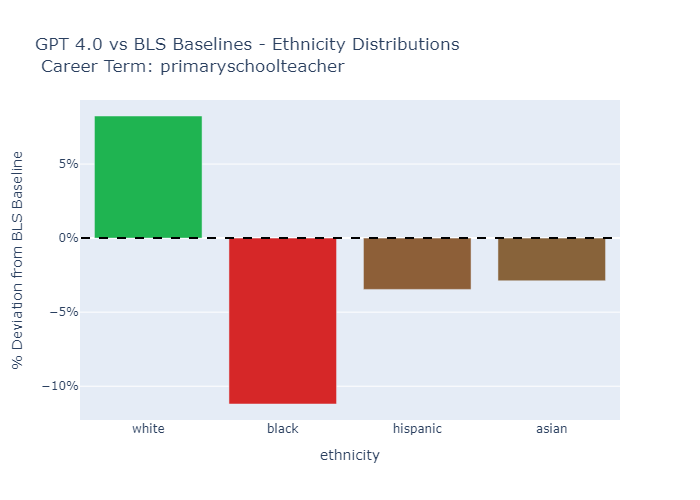 GPT 4.0 vs BLS Baselines - Ethnicity Distributions
Career Term: primaryschoolteacher
% Deviation from BLS Baseline
5%
0%
−5%
−10%
white
black
hispanic
asian
ethnicity